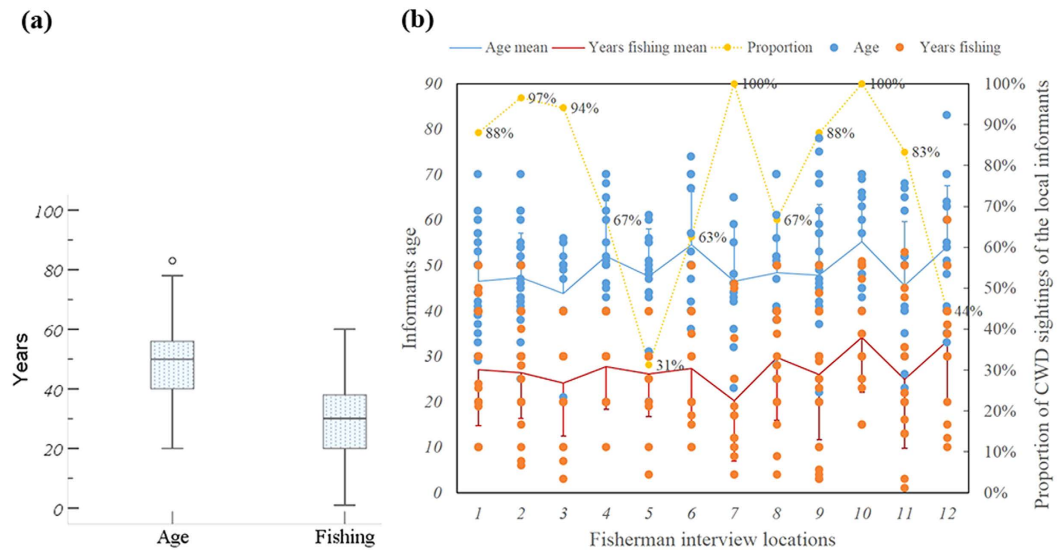 (a)
100
80
60
40
20
0
Years
Age
Fishing
(b)
Age mean
Years fishing mean
Proportion
Age
Years fishing
90
80
70
60
50
40
30
20
10
0
Informants age
100%
90%
80%
70%
60%
50%
40%
30%
20%
10%
0%
Proportion of CWD sightings of the local informants
88%
97%
94%
67%
31%
63%
100%
67%
88%
100%
83%
44%
1 2 3 4 5 6 7 8 9 10 11 12
Fisherman interview locations